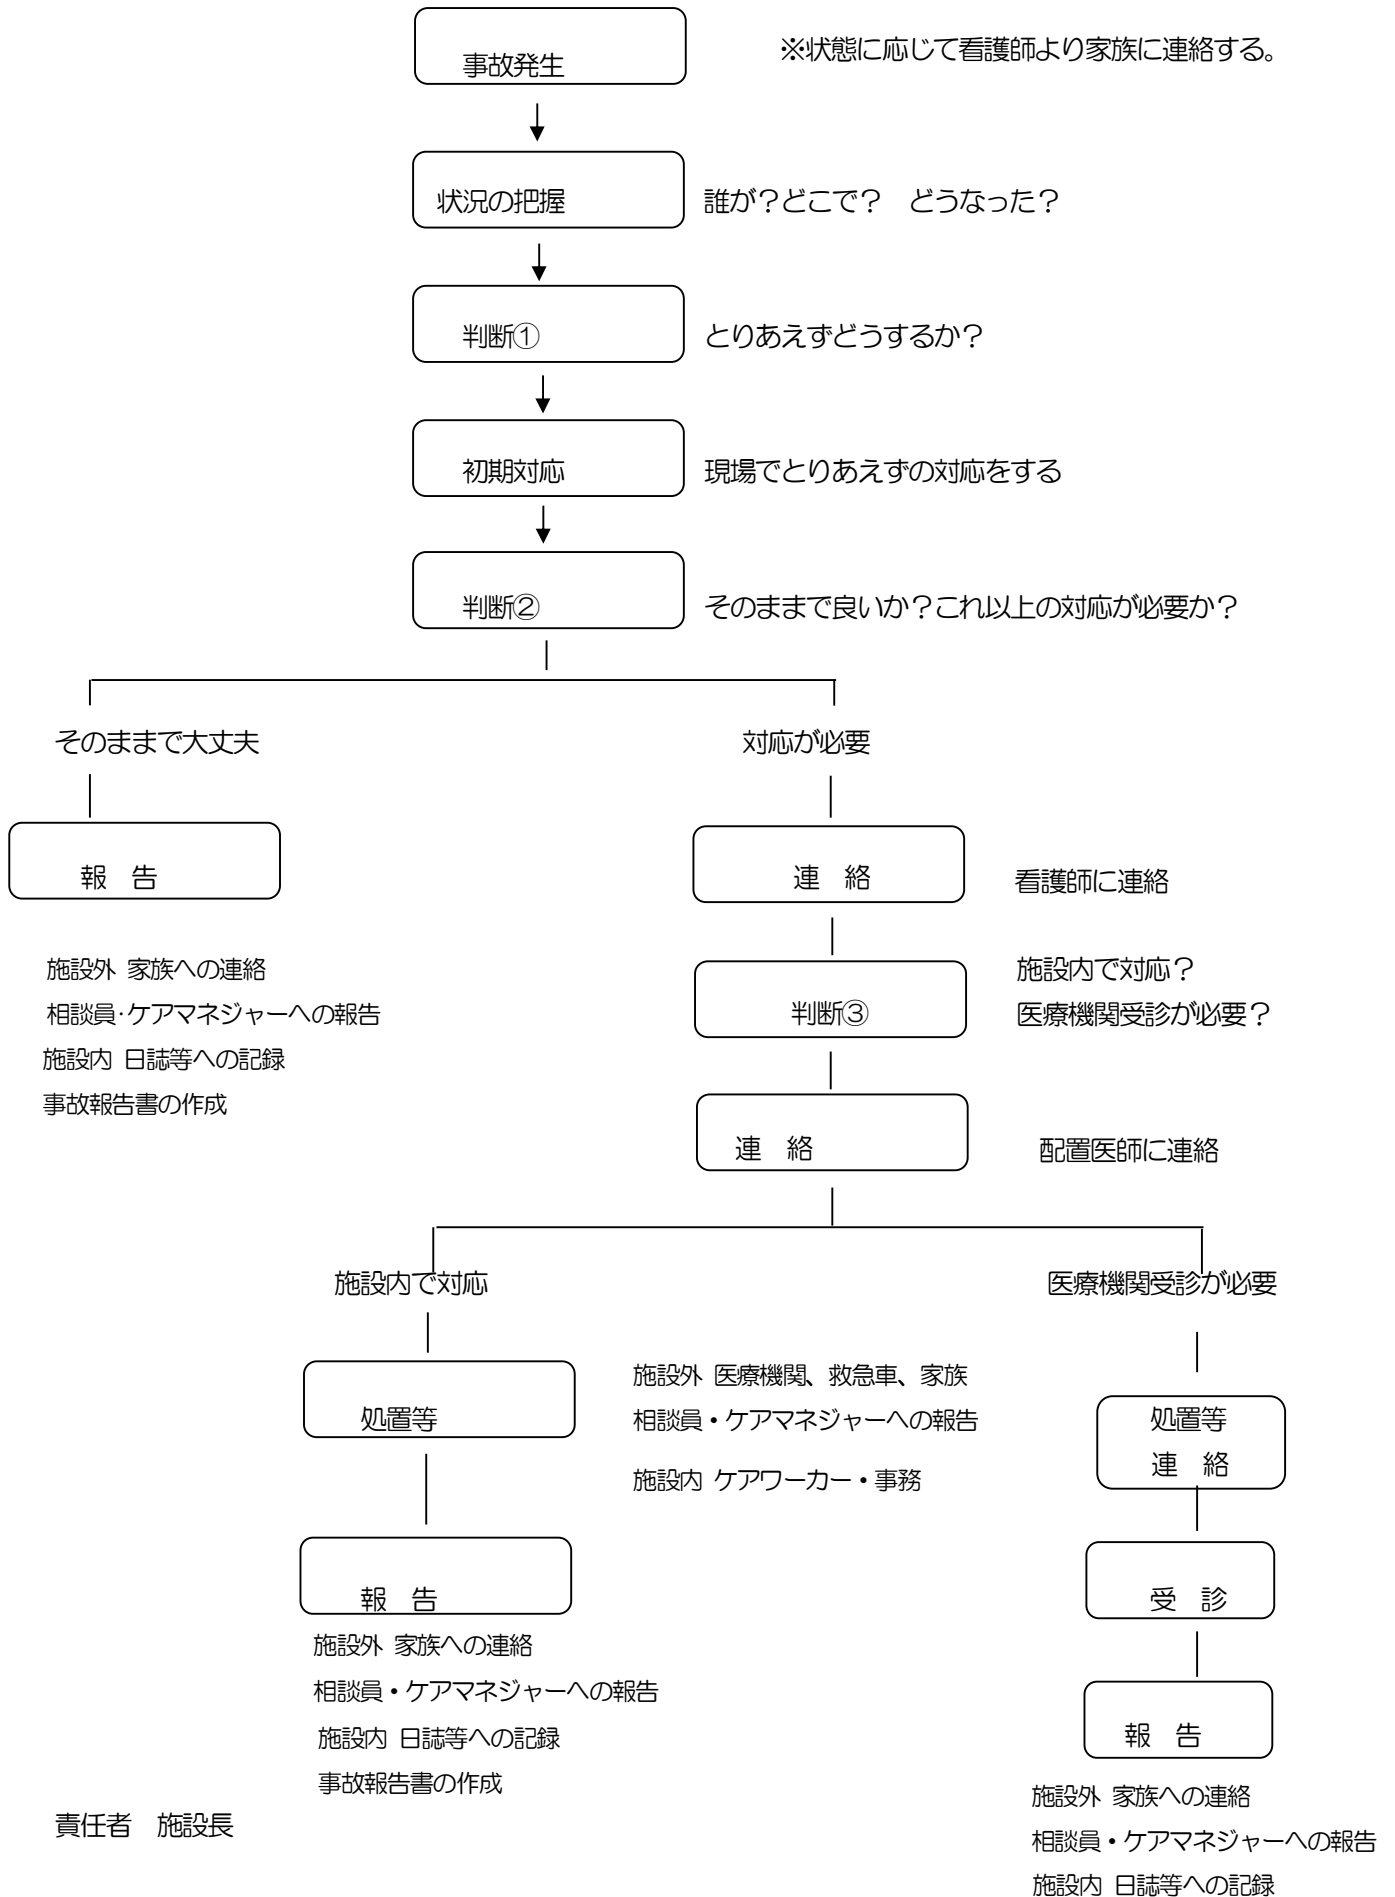 事故発生
※状態に応じて看護師より家族に連絡する。
状況の把握
誰が？どこで？　どうなった？
判断①
とりあえずどうするか？
初期対応
現場でとりあえずの対応をする
判断②
そのままで良いか？これ以上の対応が必要か？
そのままで大丈夫
対応が必要
報　告
施設外 家族への連絡
相談員･ケアマネジャーへの報告
施設内 日誌等への記録
事故報告書の作成
連　絡
看護師に連絡
判断③
施設内で対応？
医療機関受診が必要？
連　絡
配置医師に連絡
施設内で対応
医療機関受診が必要
処置等
施設外 医療機関、救急車、家族
相談員・ケアマネジャーへの報告
施設内 ケアワーカー・事務
処置等
連　絡
報　告
施設外 家族への連絡
相談員・ケアマネジャーへの報告
施設内 日誌等への記録
事故報告書の作成
受　診
報　告
施設外 家族への連絡
相談員・ケアマネジャーへの報告
施設内 日誌等への記録
責任者　施設長